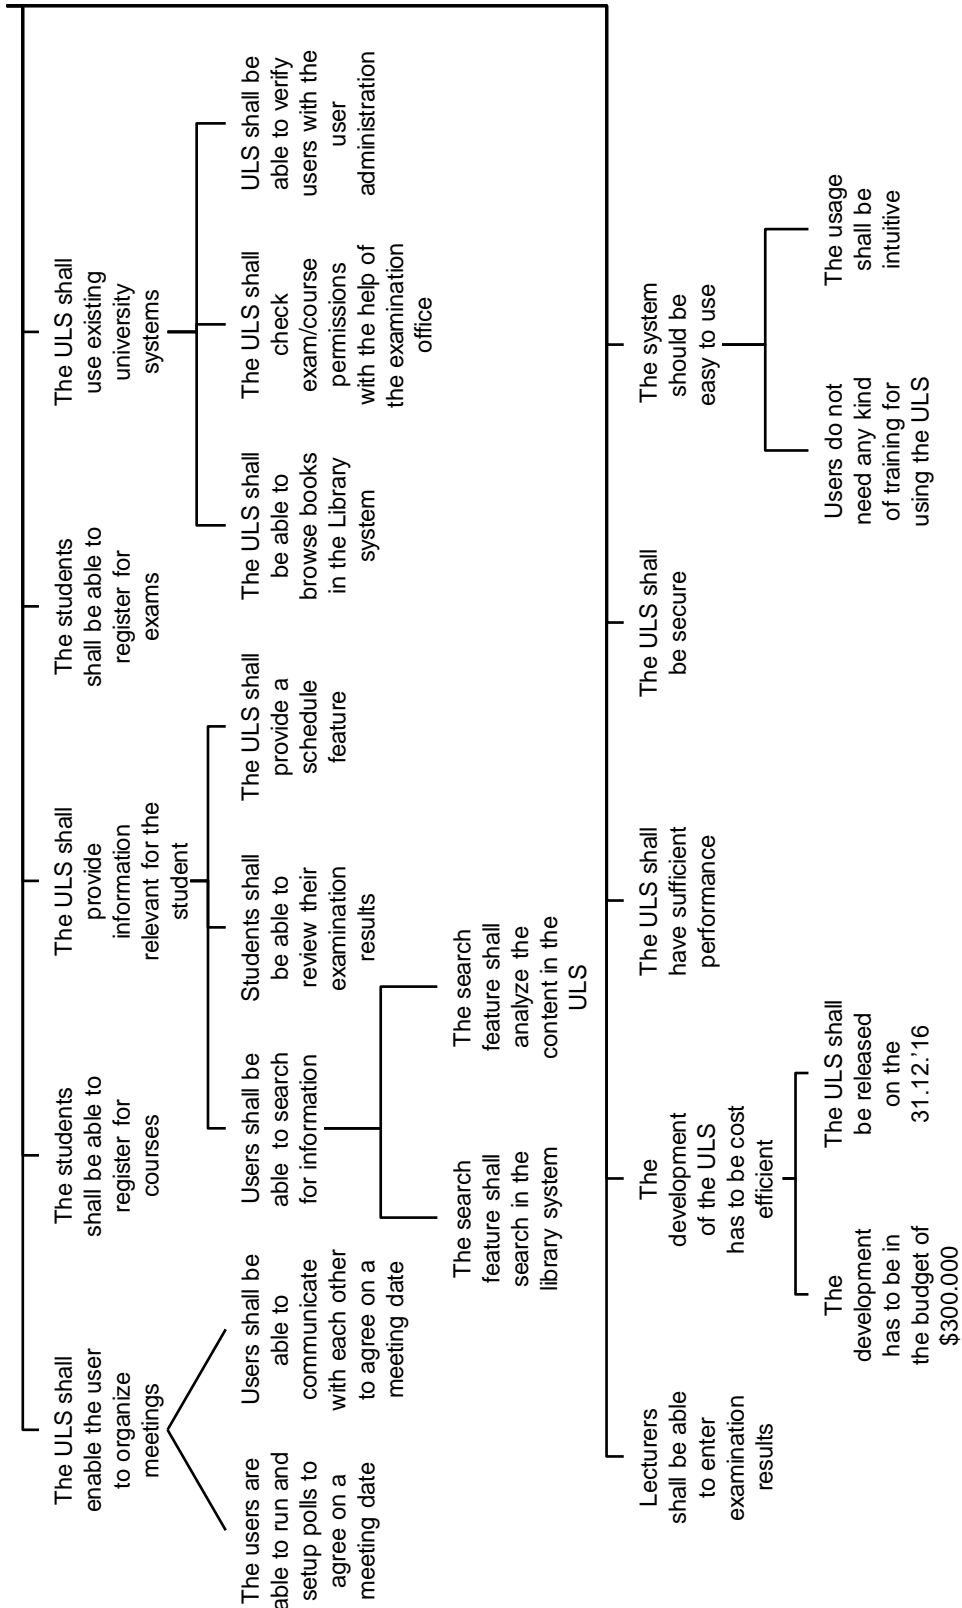 The ULS shall
enable the user
to organize
meetings
The students
shall be able to
register for
courses
The ULS shall
provide
information
relevant for the
student
The students
shall be able to
register for
exams
The ULS shall
use existing
university
systems
The users are
able to run and
setup polls to
agree on a
meeting date
Users shall be
able to
communicate
with each other
to agree on a
meeting date
Users shall be
able to search
for information
Students shall
be able to
review their
examination
results
The ULS shall
provide a
schedule
feature
The ULS shall
be able to
browse books
in the Library
system
The ULS shall
check
exam/course
permissions
with the help of
the examination
office
ULS shall be
able to verify
users with the
user
administration
The search
feature shall
search in the
library system
The search
feature shall
analyze the
content in the
ULS
Lecturers
shall be able
to enter
examination
results
The
development
of the ULS
has to be cost
efficient
The ULS shall
have sufficient
performance
The ULS shall
be secure
The system
should be
easy to use
The
development
has to be in
the budget of
$300.000
The ULS shall
be released
on the
31.12.'16
Users do not
need any kind
of training for
using the ULS
The usage
shall be
intuitive